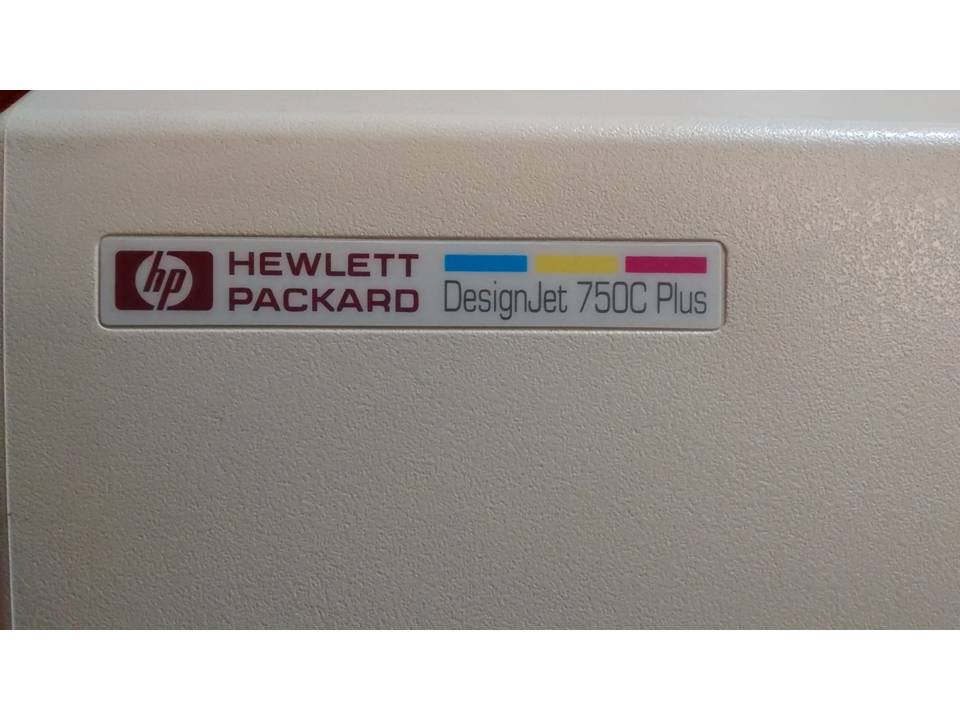 hp HEWLETT
PACKARD
DesignJet 750C Plus